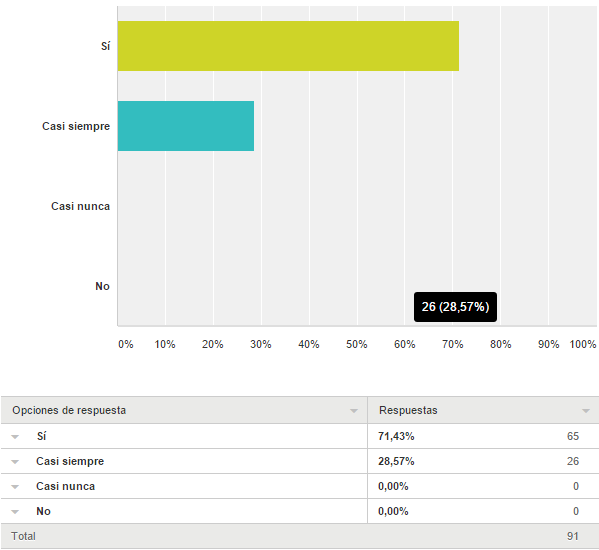 Sí
Casi siempre
Casi nunca
No
26 (28,57%)
0% 10% 20% 30% 40% 50% 60% 70% 80% 90% 100%
Opciones de respuesta Respuestas
Sí 71,43% 65
Casi siempre 28,57% 26
Casi nunca 0,00% 0
No 0,00% 0
Total 91